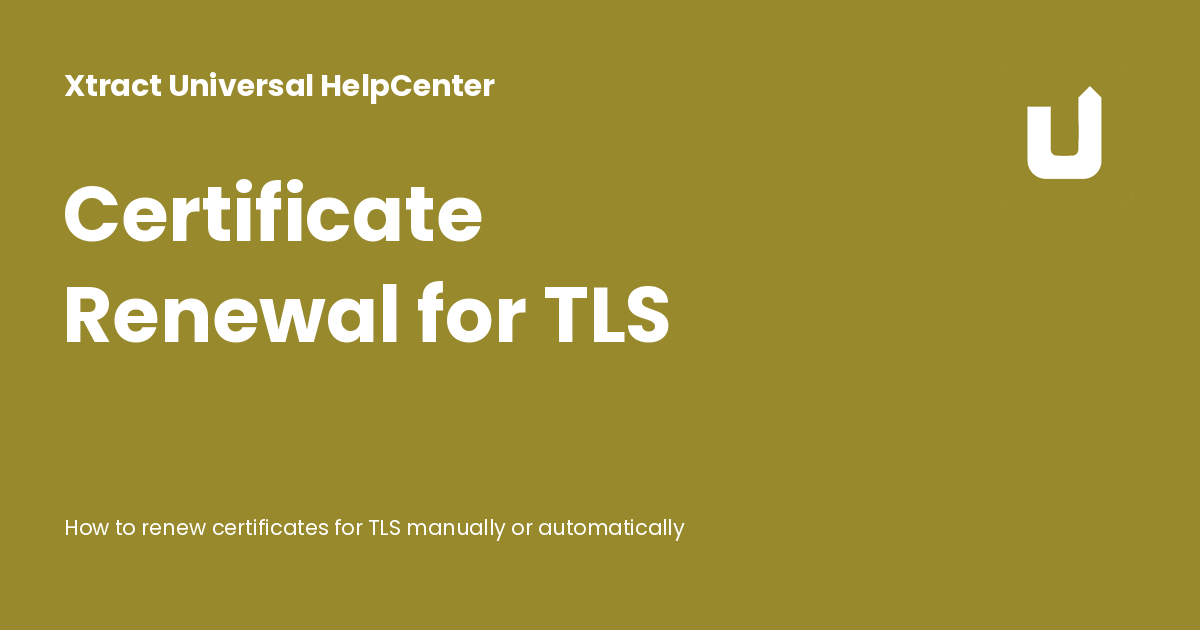 Xtract Universal HelpCenter
Certificate
Renewal for TLS
How to renew certificates for TLS manually or automatically